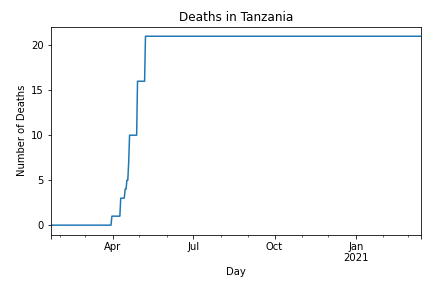 Deaths in Tanzania
20
15
10
5
0
Number of Deaths
Apr
Jul
Oct
Jan
2021
Day